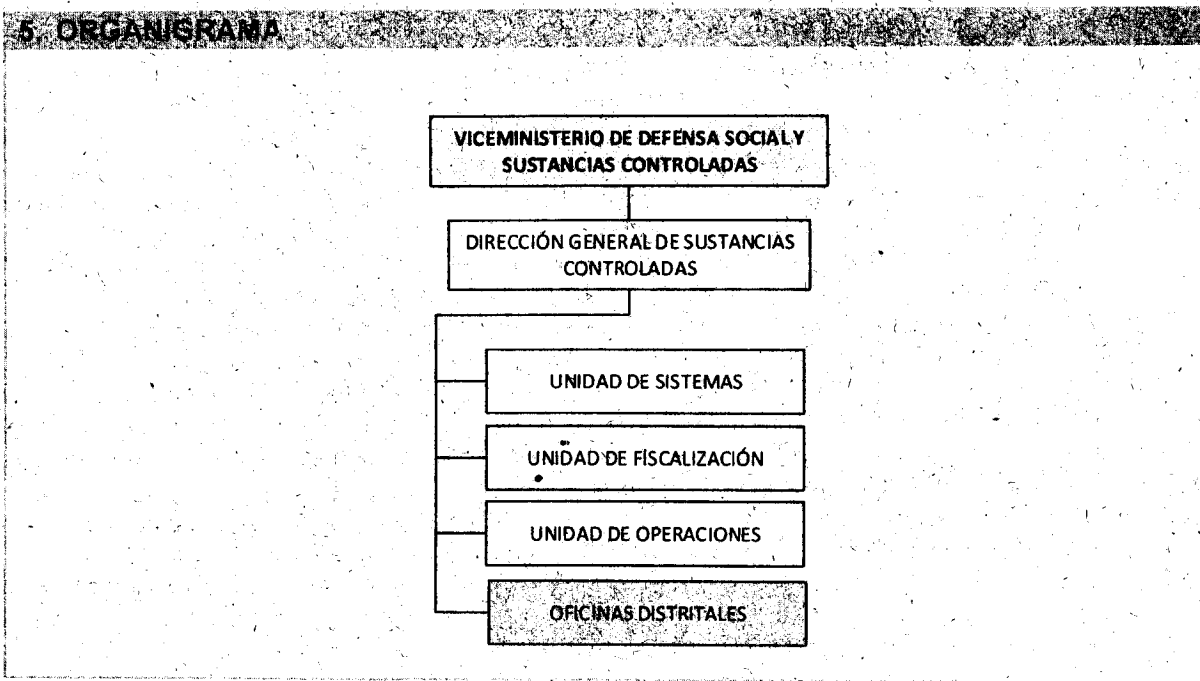 5. ORGANIGRAMA
VICEMINISTERIO DE DEFENSA SOCIAL Y
SUSTANCIAS CONTROLADAS
DIRECCIÓN GENERAL DE SUSTANCIAS
CONTROLADAS
UNIDAD DE SISTEMAS
UNIDAD DE FISCALIZACIÓN
UNIDAD DE OPERACIONES
OFICINAS DISTRITALES